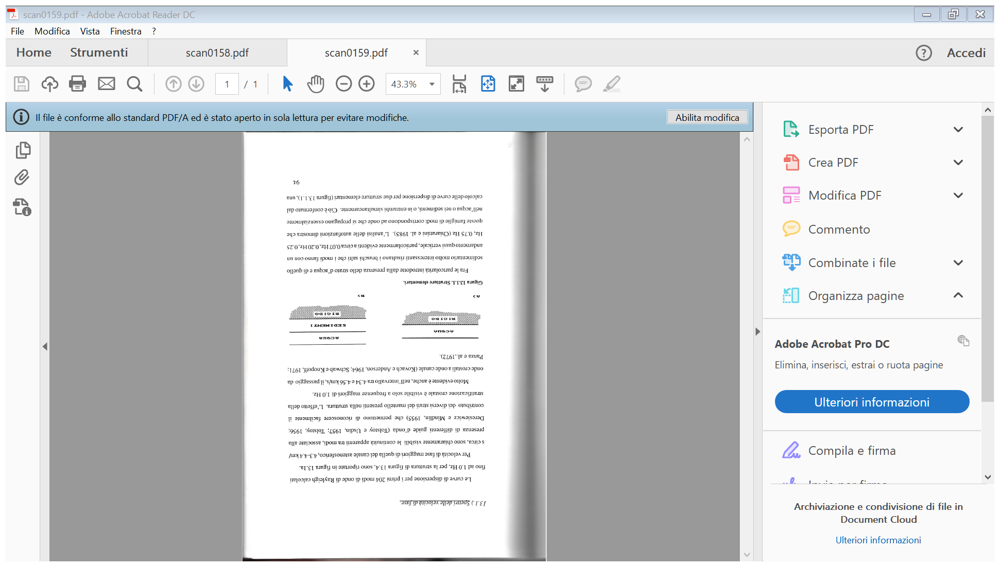 scan0159.pdf - Adobe Acrobat Reader DC
File Modifica Vista Finestra ?
Home Strumenti scan0158.pdf scan0159.pdf × Accedi
1 / 1 43.3%
Il file è conforme allo standard PDF/A ed è stato aperto in sola lettura per evitare modifiche. Abilita modifica
13.1.) Spettri delle velocità di fase.
Le curve di dispersione per i primi 204 modi di onde di Rayleigh calcolati
fino ad 1.0 Hz, per la struttura di figura 13.4, sono riportate in figura 13.1a.
Per velocità di fase maggiori di quella del canale astenosferico, 4.3-4.4 km/
s circa, sono chiaramente visibili le continuità apparenti tra modi, associate alla
presenza di differenti guide d'onda (Tolstoy e Usdin, 1957; Tolstoy, 1956;
Deresiewicz e Mindlin, 1955) che permettono di riconoscere facilmente il
contributo dei diversi strati del mantello presenti nella struttura. L'effetto della
stratificazione crostale è visibile solo a frequenze maggiori di 1.0 Hz.
Molto evidente è anche, nell'intervallo tra 4.34 e 4.56 km/s, il passaggio da
onde crostali a onde canale (Kovach e Anderson, 1964; Schwab e Knopoff, 1971;
Panza e al.,1972).
ACQUA
RIGIDO
A>
ACQUA
SEDIMENTI
RIGIDO
B>
Gigura 13.1.1. Strutture elementari.
Fra le partcolarità introdotte dalla presenza dello strato d'acqua e di quello
sedimentario molto interessanti risultano i bruschi salti che i modi fanno con un
andamento quasi verticale, particolarmente evidenti a circa 0.07 Hz, 0.20 Hz, 0.25
Hz, 0.75 Hz (Chiaruttini e al. 1985). L'analisi delle autofunzioni dimostra che
queste famiglie di modi corrispondono ad onde che si propagano essenzialmente
nell'acqua o nei sedimenti, o in entrambi simultancamente. Ciò è confermato dal
calcolo delle curve di dispersione per due strutture elementari (figura 13.1.1), una
94
Esporta PDF
Crea PDF
Modifica PDF
Commento
Combinate i file
Organizza pagine
Adobe Acrobat Pro DC
Elimina, inserisci, estrai o ruota pagine
Ulteriori informazioni
Compila e firma
Invia per firma
Archiviazione e condivisione di file in
Document Cloud
Ulteriori informazioni